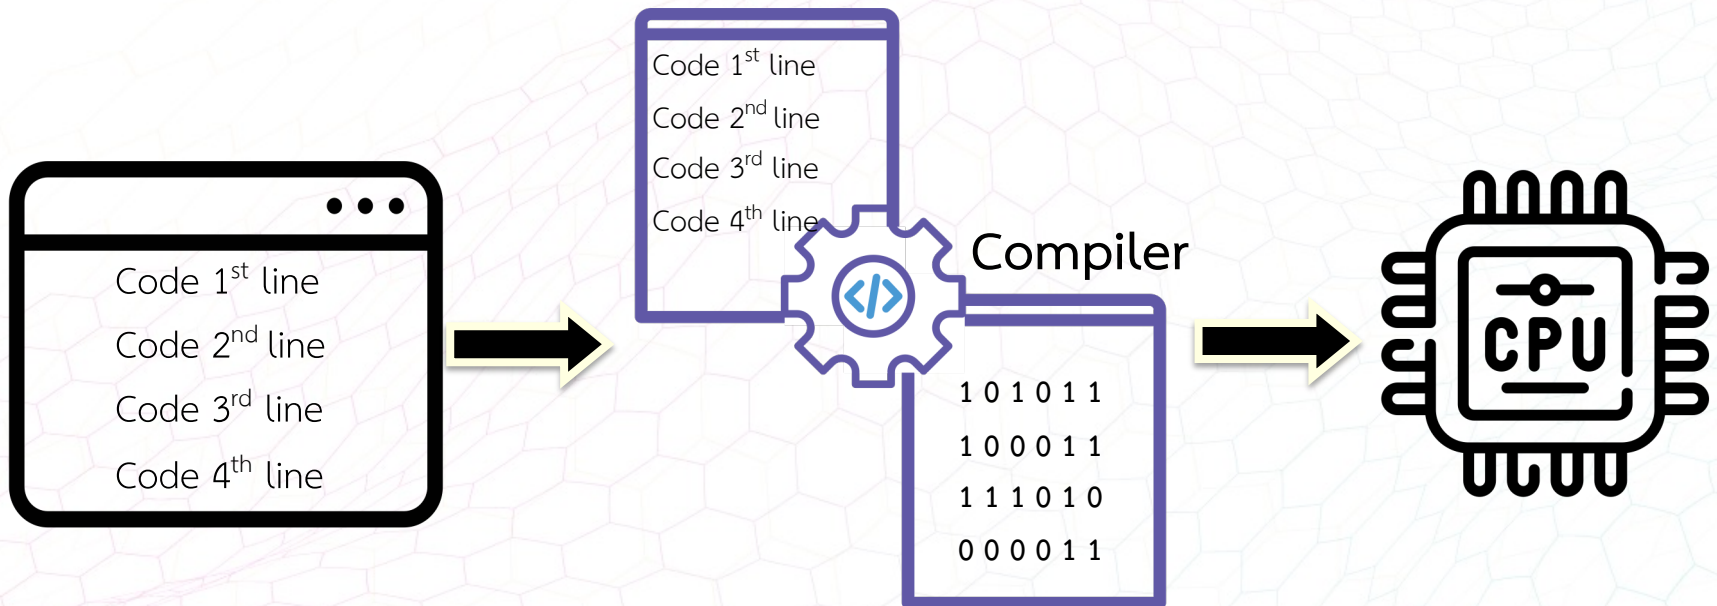 Code 1st line
Code 2nd line
Code 3rd line
Code 4th line
Code 1st line
Code 2nd line
Code 3rd line
Code 4th line
</>
Compiler
1 0 1 0 1 1
1 0 0 0 1 1
1 1 1 0 1 0
0 0 0 0 1 1
CPU